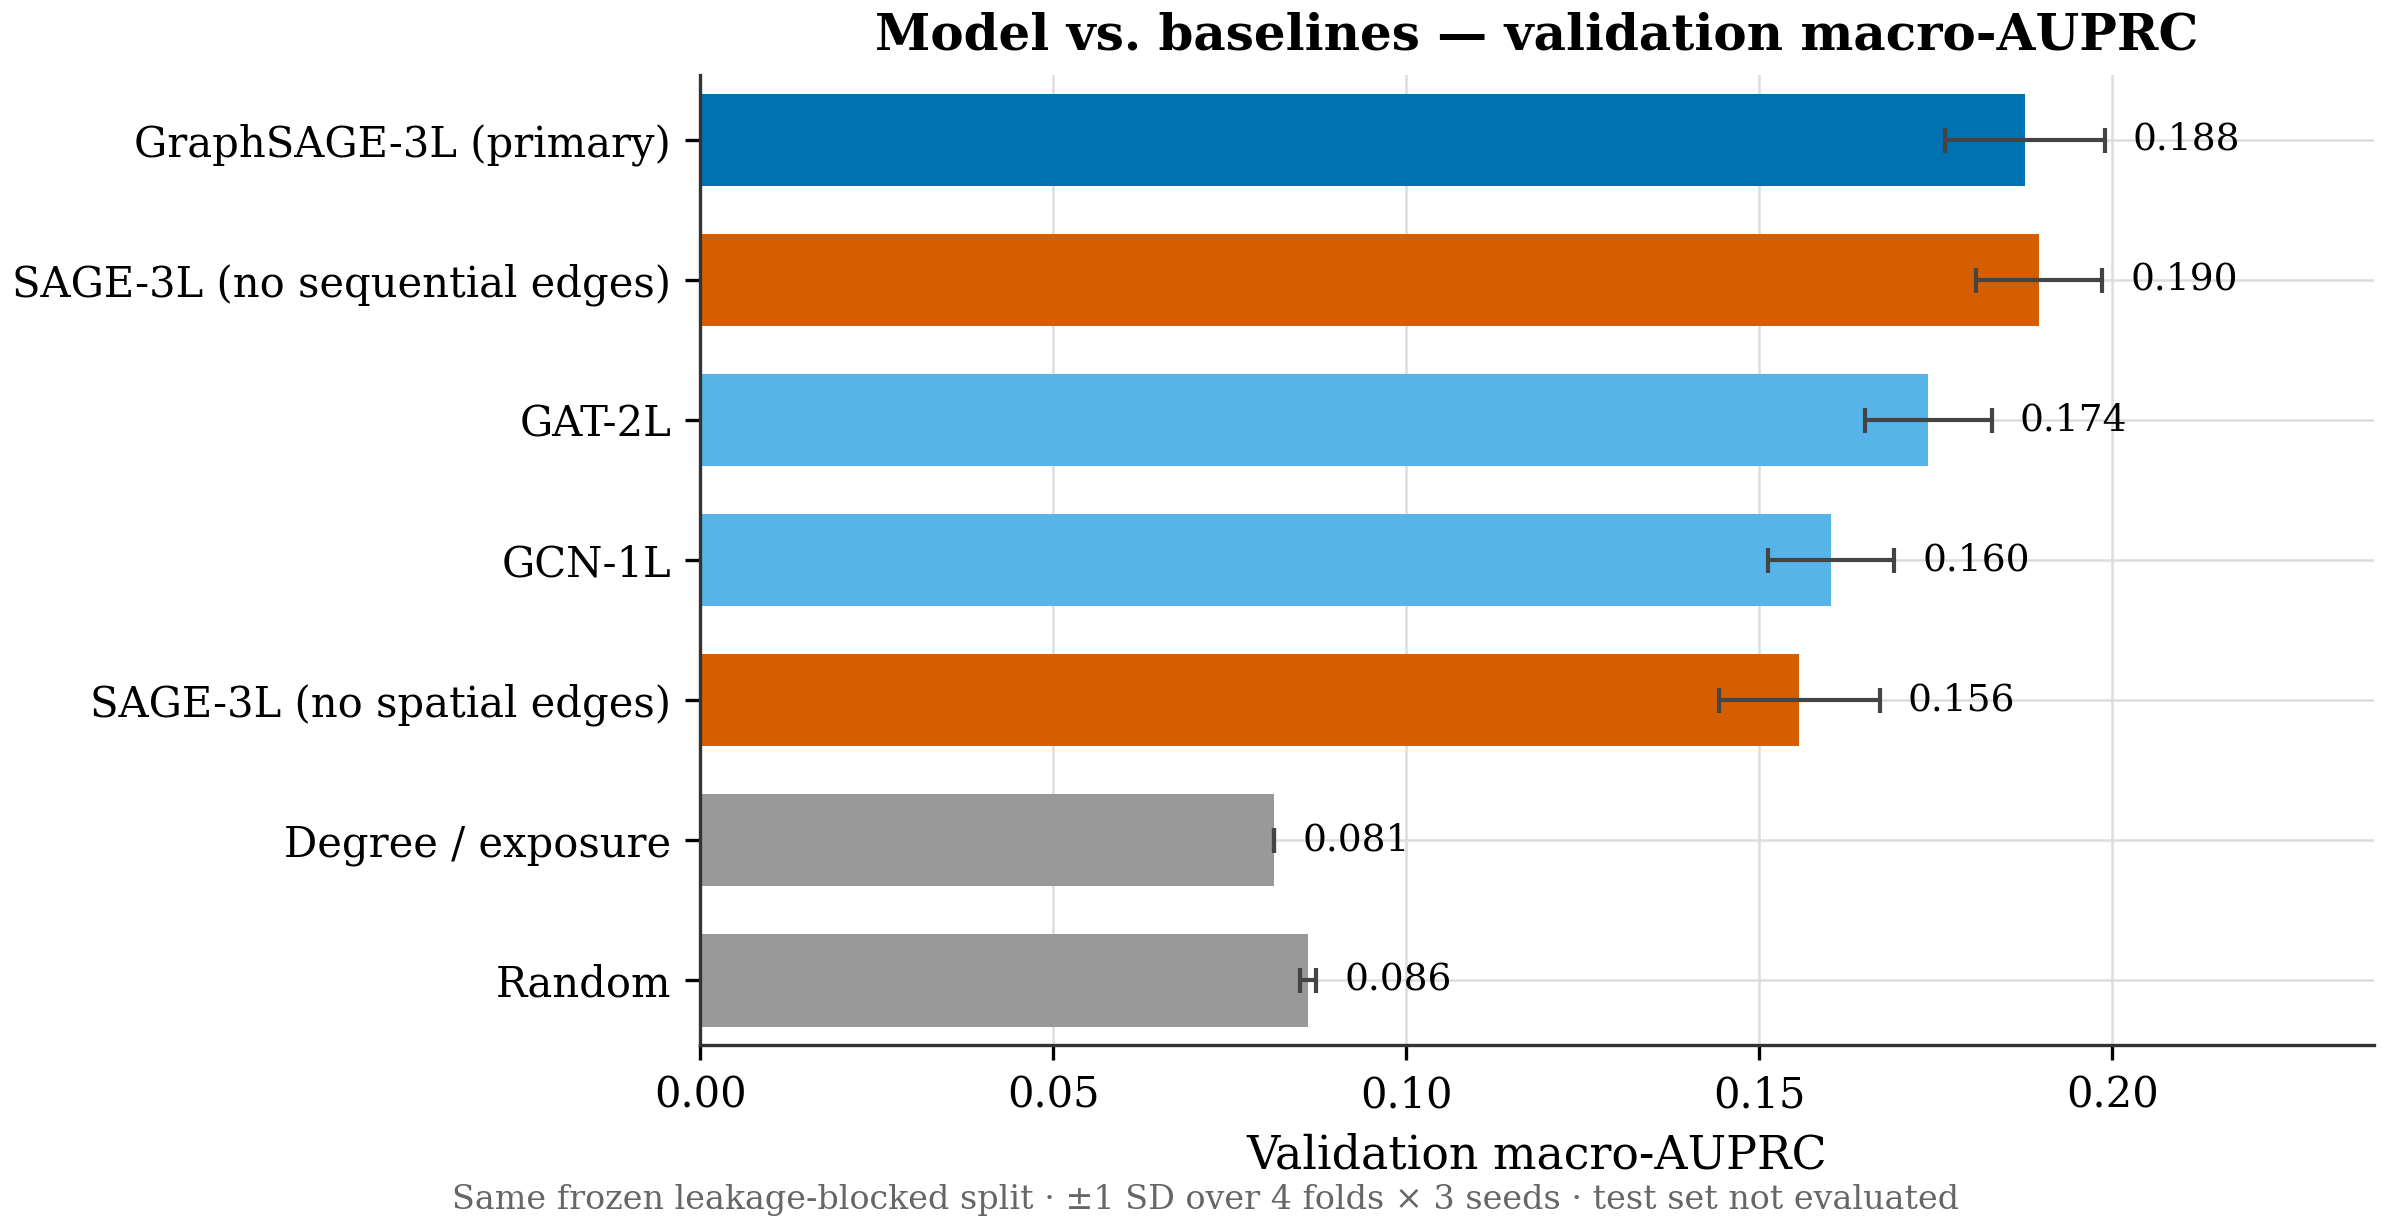 Model vs. baselines — validation macro-AUPRC
GraphSAGE-3L (primary)
0.188
SAGE-3L (no sequential edges)
0.190
GAT-2L
0.174
GCN-1L
0.160
SAGE-3L (no spatial edges)
0.156
Degree / exposure
0.081
Random
0.086
0.00 0.05 0.10 0.15 0.20
Validation macro-AUPRC
Same frozen leakage-blocked split · ±1 SD over 4 folds × 3 seeds · test set not evaluated